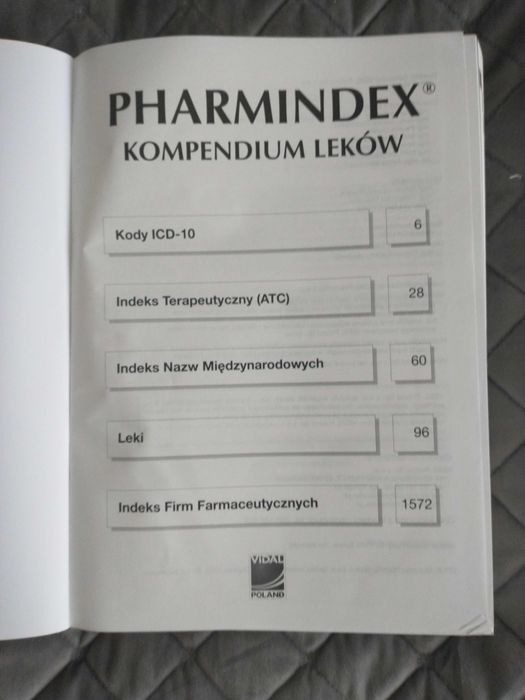 PHARMINDEX®
KOMPENDIUM LEKÓW
Kody ICD-10 6
Indeks Terapeutyczny (ATC) 28
Indeks Nazw Międzynarodowych 60
Leki 96
Indeks Firm Farmaceutycznych 1572
VIDAL
POLAND